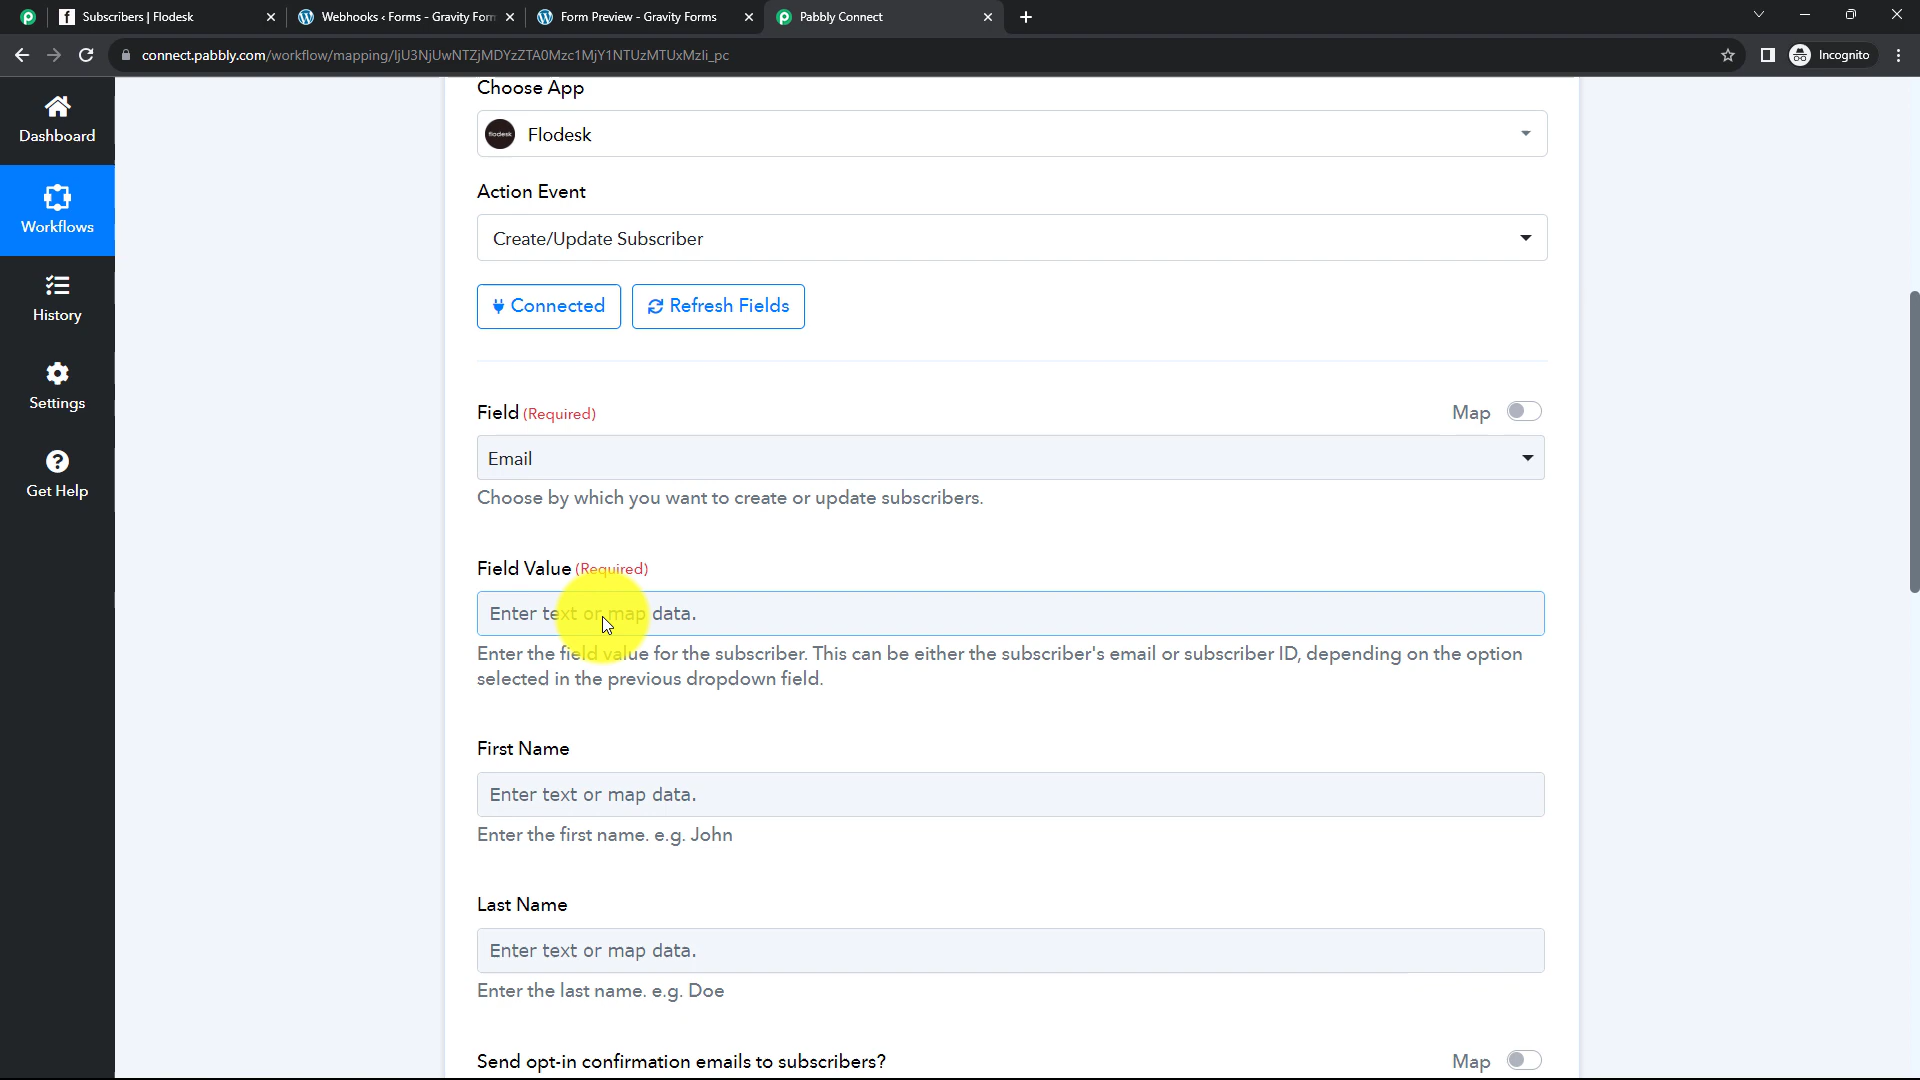 Subscribers | Flodesk
Webhooks ‹ Forms - Gravity Form
Form Preview - Gravity Forms
Pabbly Connect
connect.pabbly.com/workflow/mapping/
Incognito
Dashboard
Workflows
History
Settings
Get Help
Choose App
flodesk
Flodesk
Action Event
Create/Update Subscriber
Connected
Refresh Fields
Field (Required)
Map
Email
Choose by which you want to create or update subscribers.
Field Value (Required)
Enter text or map data.
Enter the field value for the subscriber. This can be either the subscriber's email or subscriber ID, depending on the option
selected in the previous dropdown field.
First Name
Enter text or map data.
Enter the first name. e.g. John
Last Name
Enter text or map data.
Enter the last name. e.g. Doe
Send opt-in confirmation emails to subscribers?
Map